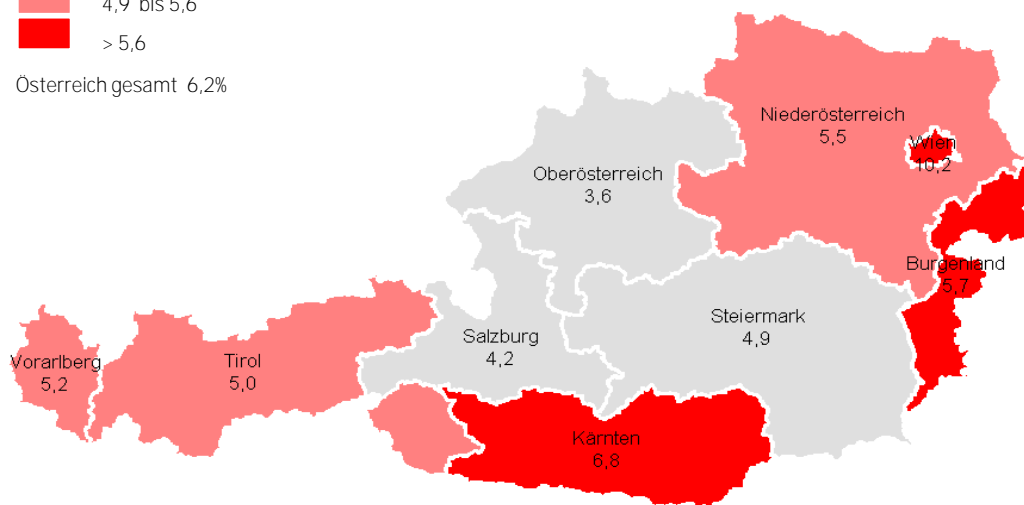 4,9 bis 5,6
> 5,6
Österreich gesamt 6,2%
Niederösterreich
5,5
Wien
10,2
Oberösterreich
3,6
Burgenland
5,7
Steiermark
4,9
Salzburg
4,2
Vorarlberg
5,2
Tirol
5,0
Kärnten
6,8